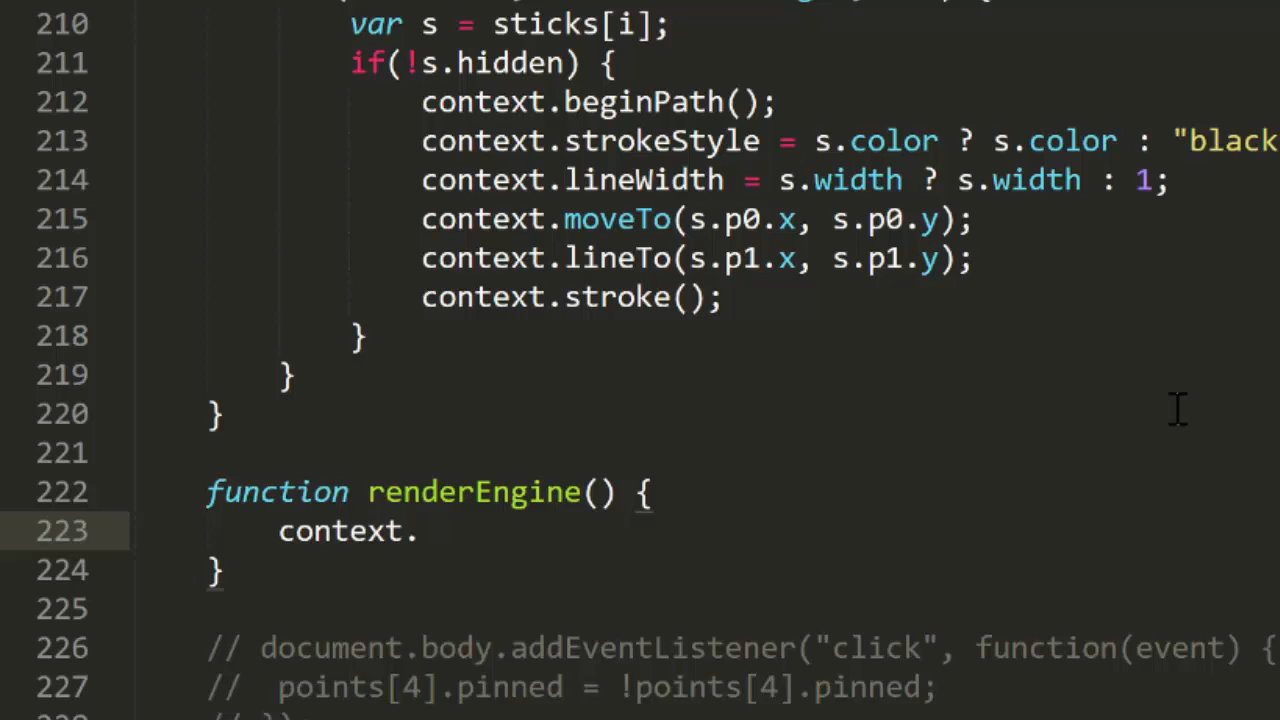 210 var s = sticks[i];
211 if(!s.hidden) {
212 context.beginPath();
213 context.strokeStyle = s.color ? s.color : "black
214 context.lineWidth = s.width ? s.width : 1;
215 context.moveTo(s.p0.x, s.p0.y);
216 context.lineTo(s.p1.x, s.p1.y);
217 context.stroke();
218 }
219 }
220 }
221
222 function renderEngine() {
223 context.
224 }
225
226 // document.body.addEventListener("click", function(event) {
227 // points[4].pinned = !points[4].pinned;